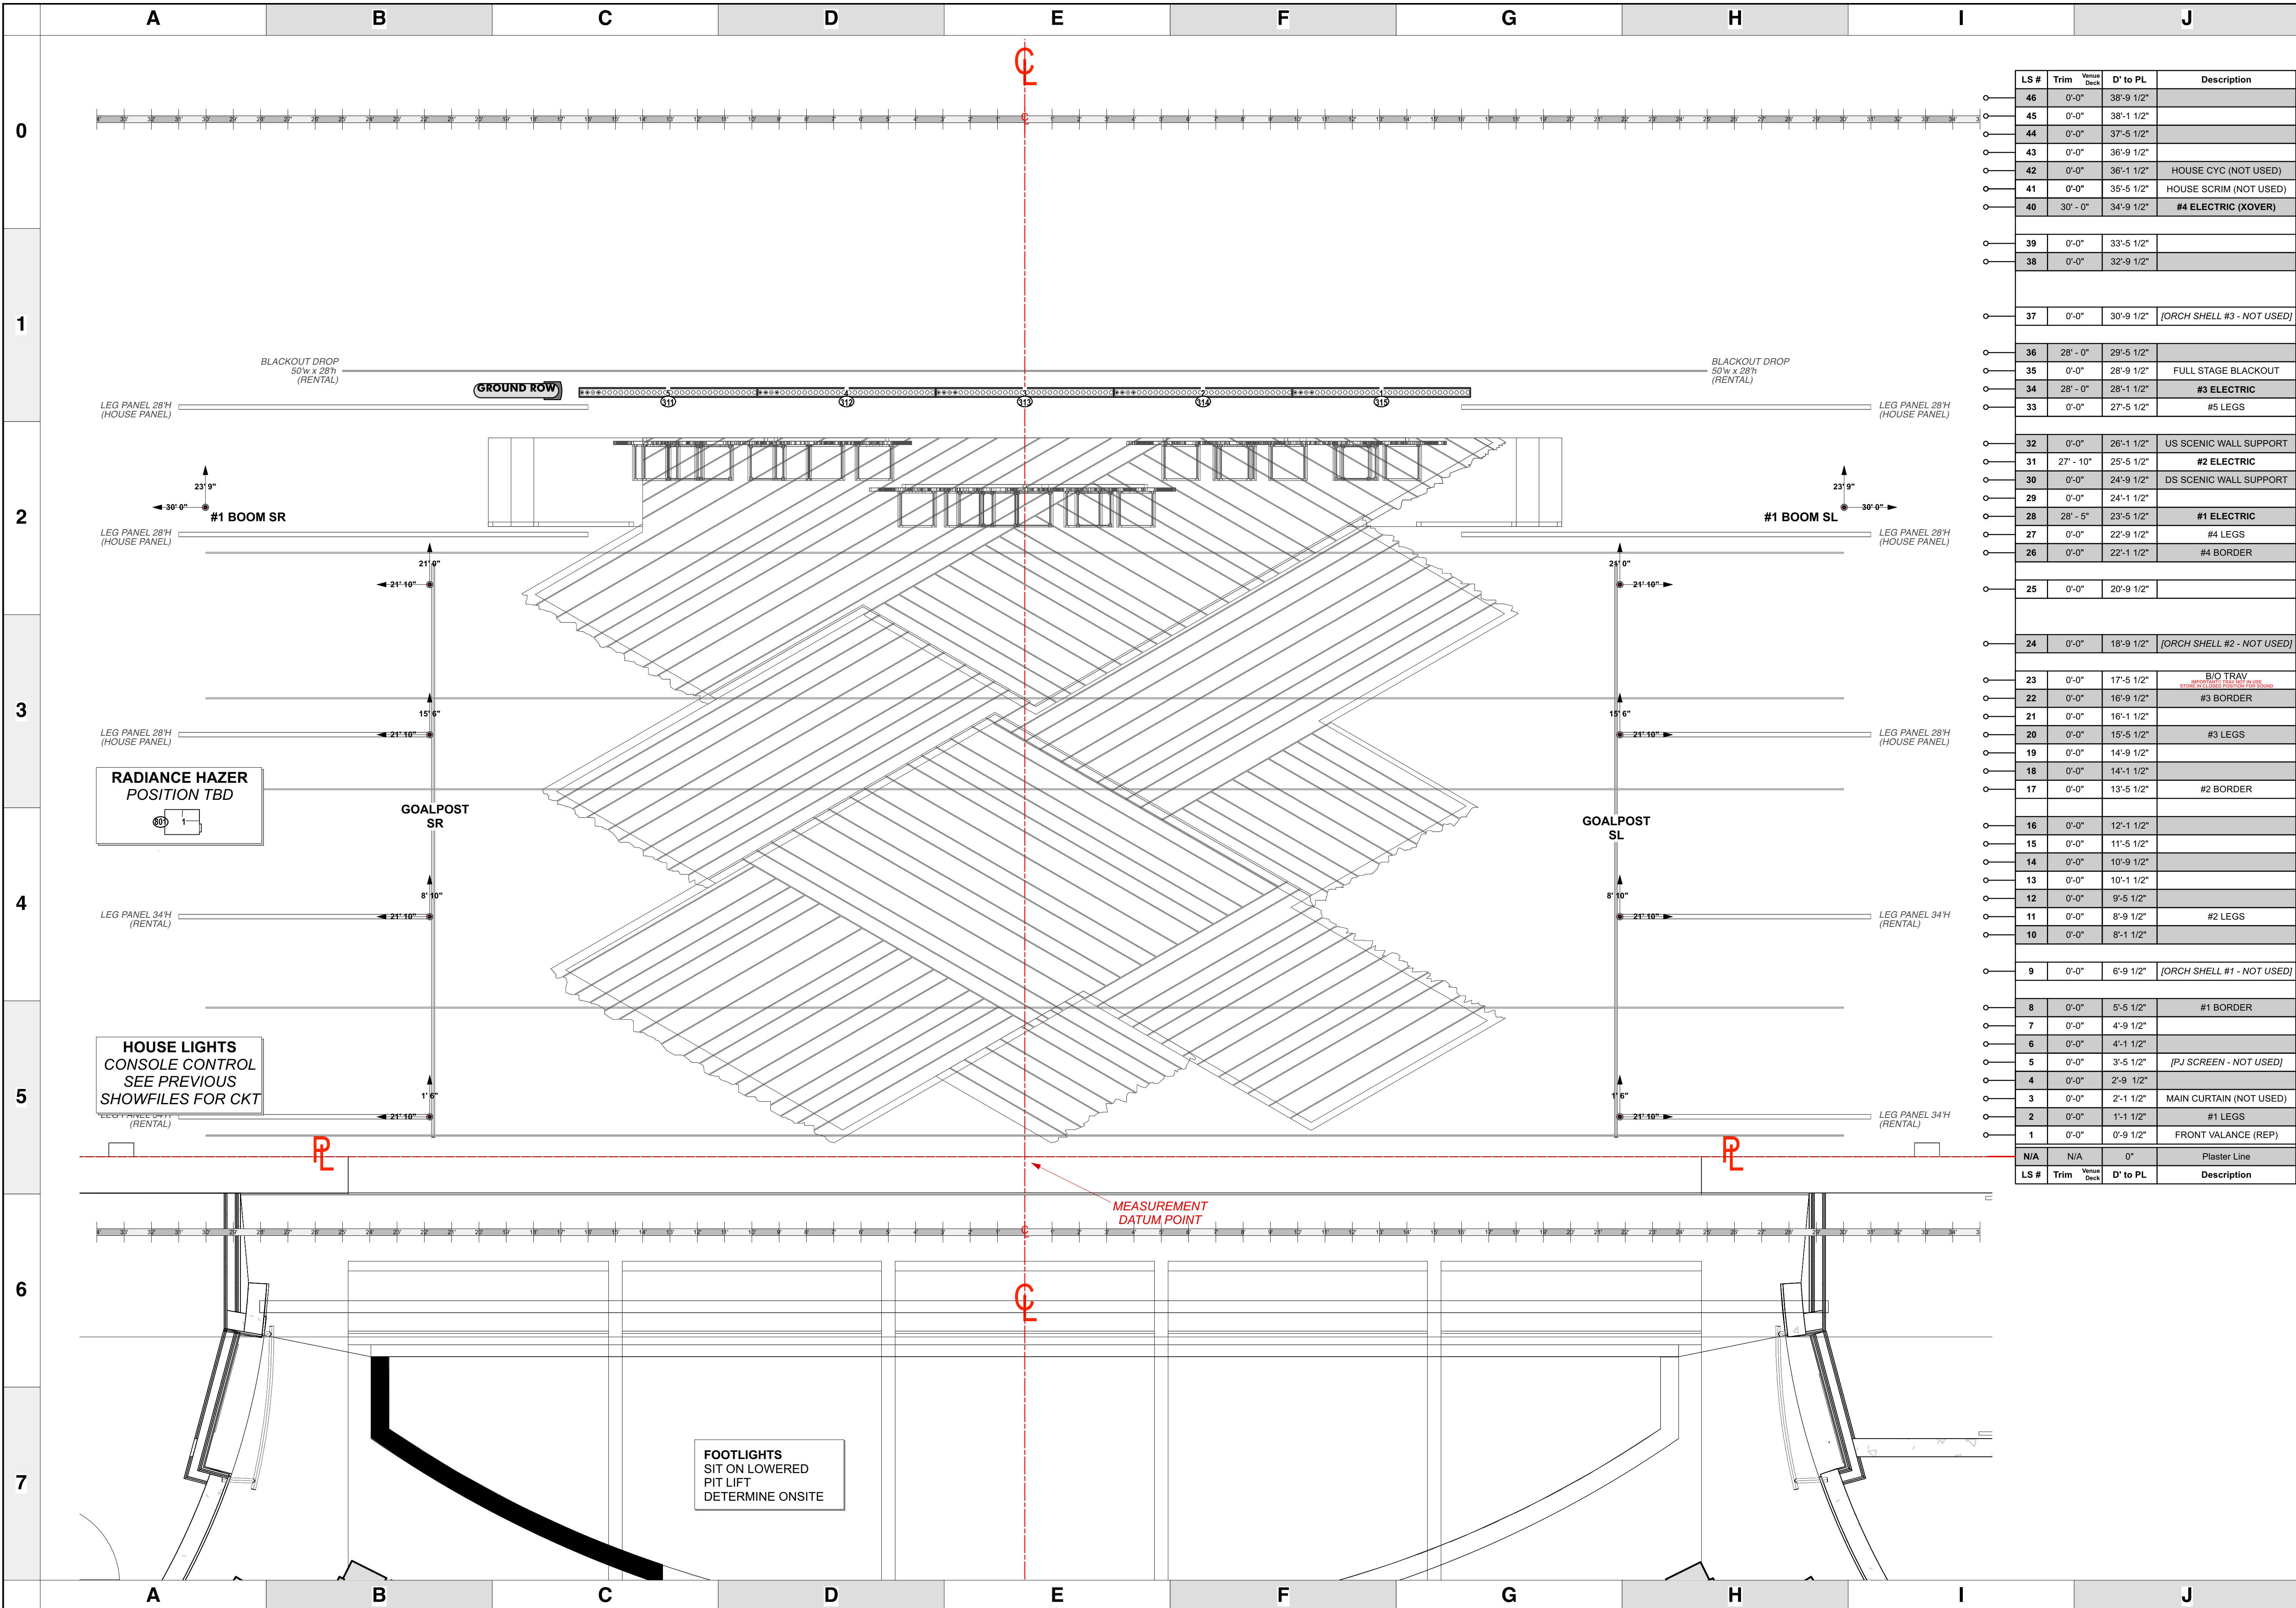 A B C D E F G H I J
CL
LS # Trim Venue Deck D' to PL Description
46 0'-0" 38'-9 1/2"
45 0'-0" 38'-1 1/2"
44 0'-0" 37'-5 1/2"
43 0'-0" 36'-9 1/2"
42 0'-0" 36'-1 1/2" HOUSE CYC (NOT USED)
41 0'-0" 35'-5 1/2" HOUSE SCRIM (NOT USED)
40 30' - 0" 34'-9 1/2" #4 ELECTRIC (XOVER)
39 0'-0" 33'-5 1/2"
38 0'-0" 32'-9 1/2"
37 0'-0" 30'-9 1/2" [ORCH SHELL #3 - NOT USED]
36 28' - 0" 29'-5 1/2"
35 0'-0" 28'-9 1/2" FULL STAGE BLACKOUT
34 28' - 0" 28'-1 1/2" #3 ELECTRIC
33 0'-0" 27'-5 1/2" #5 LEGS
32 0'-0" 26'-1 1/2" US SCENIC WALL SUPPORT
31 27' - 10" 25'-5 1/2" #2 ELECTRIC
30 0'-0" 24'-9 1/2" DS SCENIC WALL SUPPORT
29 0'-0" 24'-1 1/2"
28 28' - 5" 23'-5 1/2" #1 ELECTRIC
27 0'-0" 22'-9 1/2" #4 LEGS
26 0'-0" 22'-1 1/2" #4 BORDER
25 0'-0" 20'-9 1/2"
24 0'-0" 18'-9 1/2" [ORCH SHELL #2 - NOT USED]
23 0'-0" 17'-5 1/2" B/O TRAV
IMPORTANT!! TRAV NOT IN USE
STORE IN CLOSED POSITION FOR SOUND
22 0'-0" 16'-9 1/2" #3 BORDER
21 0'-0" 16'-1 1/2"
20 0'-0" 15'-5 1/2" #3 LEGS
19 0'-0" 14'-9 1/2"
18 0'-0" 14'-1 1/2"
17 0'-0" 13'-5 1/2" #2 BORDER
16 0'-0" 12'-1 1/2"
15 0'-0" 11'-5 1/2"
14 0'-0" 10'-9 1/2"
13 0'-0" 10'-1 1/2"
12 0'-0" 9'-5 1/2"
11 0'-0" 8'-9 1/2" #2 LEGS
10 0'-0" 8'-1 1/2"
9 0'-0" 6'-9 1/2" [ORCH SHELL #1 - NOT USED]
8 0'-0" 5'-5 1/2" #1 BORDER
7 0'-0" 4'-9 1/2"
6 0'-0" 4'-1 1/2"
5 0'-0" 3'-5 1/2" [PJ SCREEN - NOT USED]
4 0'-0" 2'-9 1/2"
3 0'-0" 2'-1 1/2" MAIN CURTAIN (NOT USED)
2 0'-0" 1'-1 1/2" #1 LEGS
1 0'-0" 0'-9 1/2" FRONT VALANCE (REP)
N/A N/A 0" Plaster Line
LS # Trim Venue Deck D' to PL Description
0
1
BLACKOUT DROP
50'w x 28'h
(RENTAL)
BLACKOUT DROP
50'w x 28'h
(RENTAL)
GROUND ROW
5 4 3 2 1
311 312 313 314 315
LEG PANEL 28'H
(HOUSE PANEL)
LEG PANEL 28'H
(HOUSE PANEL)
2
23' 9"
30' 0"
#1 BOOM SR
23' 9"
30' 0"
#1 BOOM SL
LEG PANEL 28'H
(HOUSE PANEL)
LEG PANEL 28'H
(HOUSE PANEL)
21' 0"
21' 10"
21' 0"
21' 10"
3
15' 6"
21' 10"
15' 6"
21' 10"
LEG PANEL 28'H
(HOUSE PANEL)
LEG PANEL 28'H
(HOUSE PANEL)
RADIANCE HAZER
POSITION TBD
801 1
GOALPOST
SR
GOALPOST
SL
4
8' 10"
21' 10"
8' 10"
21' 10"
LEG PANEL 34'H
(RENTAL)
LEG PANEL 34'H
(RENTAL)
5
HOUSE LIGHTS
CONSOLE CONTROL
SEE PREVIOUS
SHOWFILES FOR CKT
LEG PANEL 34'H
(RENTAL)
1' 6"
21' 10"
1' 6"
21' 10"
LEG PANEL 34'H
(RENTAL)
PL
PL
MEASUREMENT
DATUM POINT
6
CL
7
FOOTLIGHTS
SIT ON LOWERED
PIT LIFT
DETERMINE ONSITE
A B C D E F G H I J